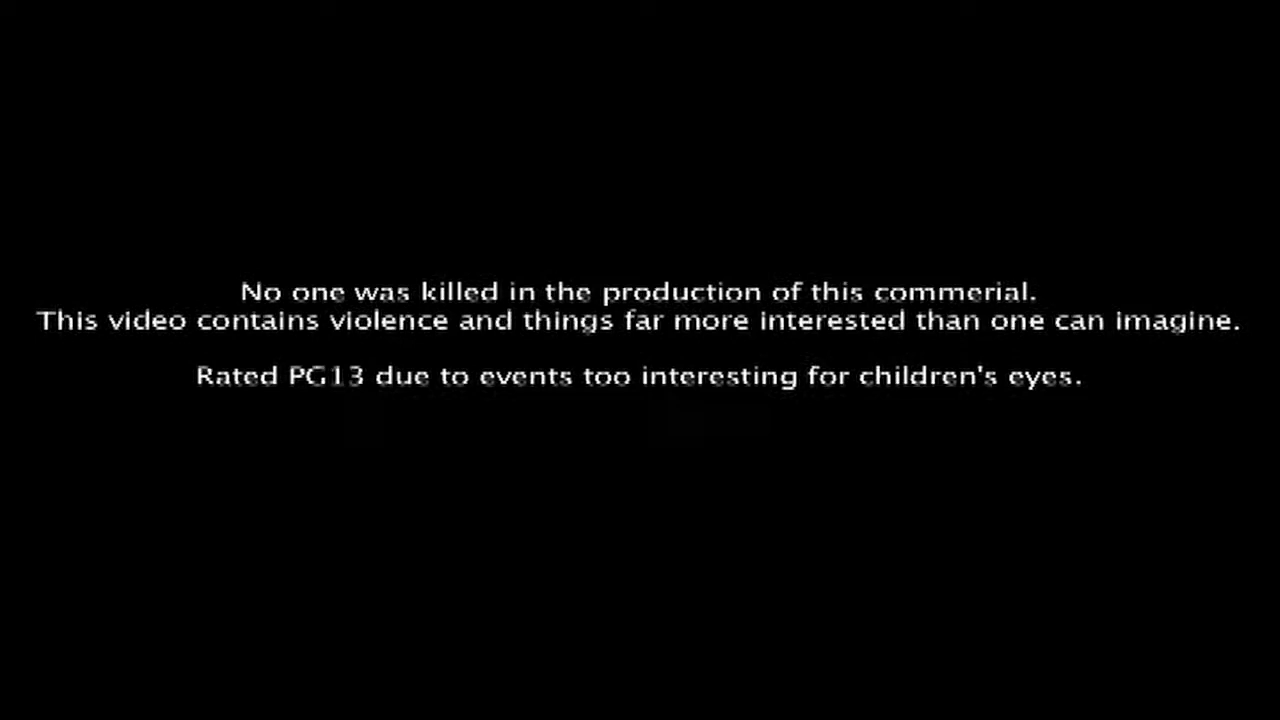 No one was killed in the production of this commerial.
This video contains violence and things far more interested than one can imagine.
Rated PG13 due to events too interesting for children's eyes.